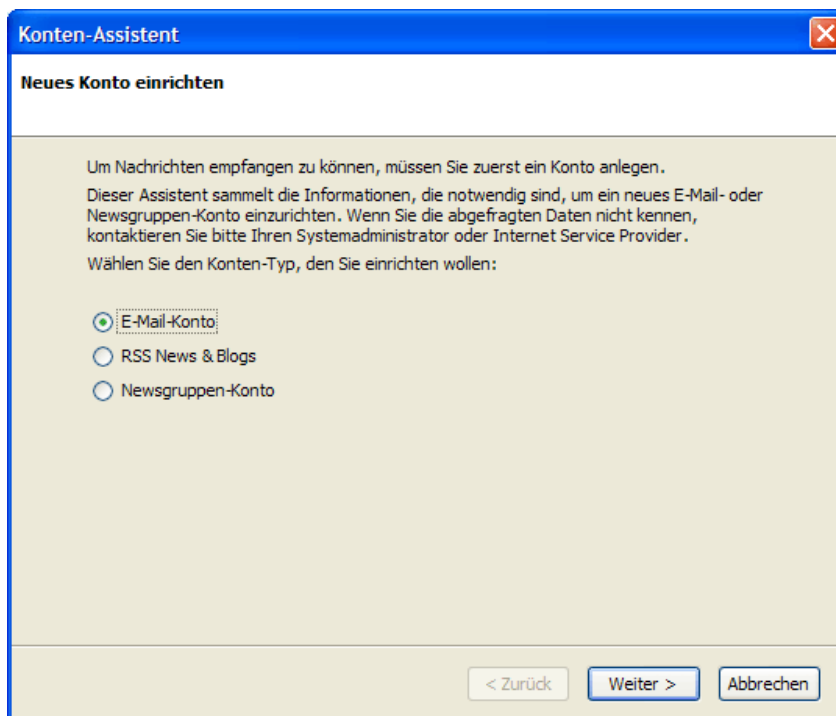 Konten-Assistent
Neues Konto einrichten
Um Nachrichten empfangen zu können, müssen Sie zuerst ein Konto anlegen.
Dieser Assistent sammelt die Informationen, die notwendig sind, um ein neues E-Mail- oder
Newsgruppen-Konto einzurichten. Wenn Sie die abgefragten Daten nicht kennen,
kontaktieren Sie bitte Ihren Systemadministrator oder Internet Service Provider.
Wählen Sie den Konten-Typ, den Sie einrichten wollen:
E-Mail-Konto
RSS News & Blogs
Newsgruppen-Konto
< Zurück Weiter > Abbrechen